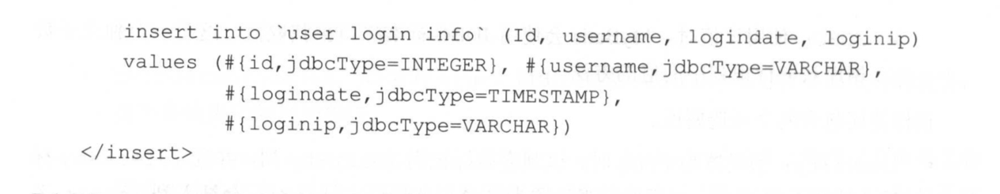 insert into `user login info` (Id, username, logindate, loginip)
values (#{id,jdbcType=INTEGER}, #{username,jdbcType=VARCHAR},
#{logindate,jdbcType=TIMESTAMP},
#{loginip,jdbcType=VARCHAR})
</insert>